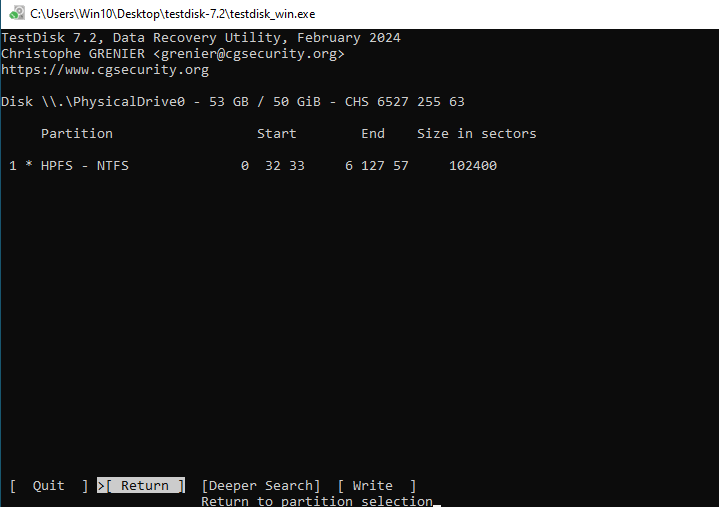 C:\Users\Win10\Desktop\testdisk-7.2\testdisk_win.exe
TestDisk 7.2, Data Recovery Utility, February 2024
Christophe GRENIER <grenier@cgsecurity.org>
https://www.cgsecurity.org
Disk \\.\PhysicalDrive0 - 53 GB / 50 GiB - CHS 6527 255 63
Partition Start End Size in sectors
1 * HPFS - NTFS 0 32 33 6 127 57 102400
[ Quit ] >[ Return ] [Deeper Search] [ Write ]
Return to partition selection